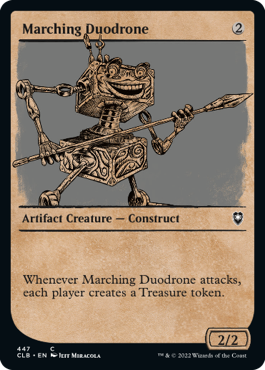 Marching Duodrone 2
Artifact Creature — Construct
Whenever Marching Duodrone attacks,
each player creates a Treasure token.
2/2
447 C
CLB • EN Jeff Miracola
™ & © 2022 Wizards of the Coast